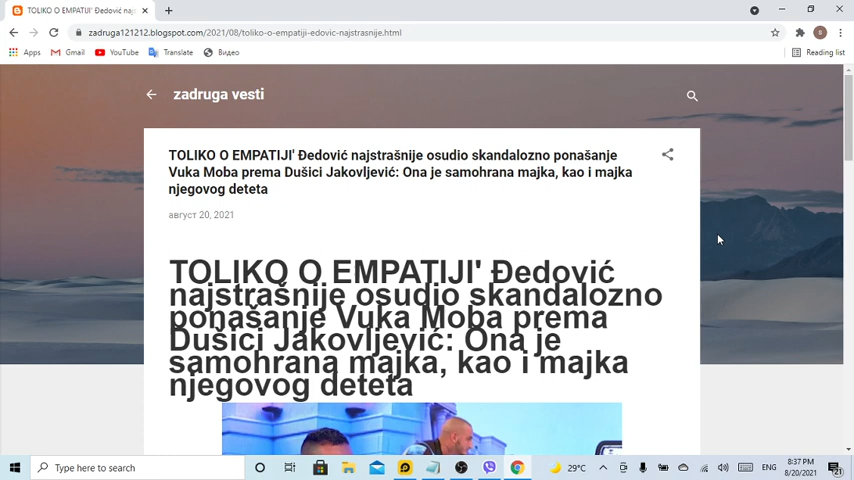 TOLIKO O EMPATIJI' Đedović najs:
zadruga121212.blogspot.com/2021/08/toliko-o-empatiji-edovic-najstrasnije.html
Apps Gmail YouTube Translate Видео Reading list
zadruga vesti
TOLIKO O EMPATIJI' Đedović najstrašnije osudio skandalozno ponašanje
Vuka Moba prema Dušici Jakovljević: Ona je samohrana majka, kao i majka
njegovog deteta
август 20, 2021
TOLIKO O EMPATIJI' Đedović
najstrašnije osudio skandalozno
ponašanje Vuka Moba prema
Dušici Jakovljević: Ona je
samohrana majka, kao i majka
njegovog deteta
Type here to search
29°C
ENG
8:37 PM
8/20/2021
21